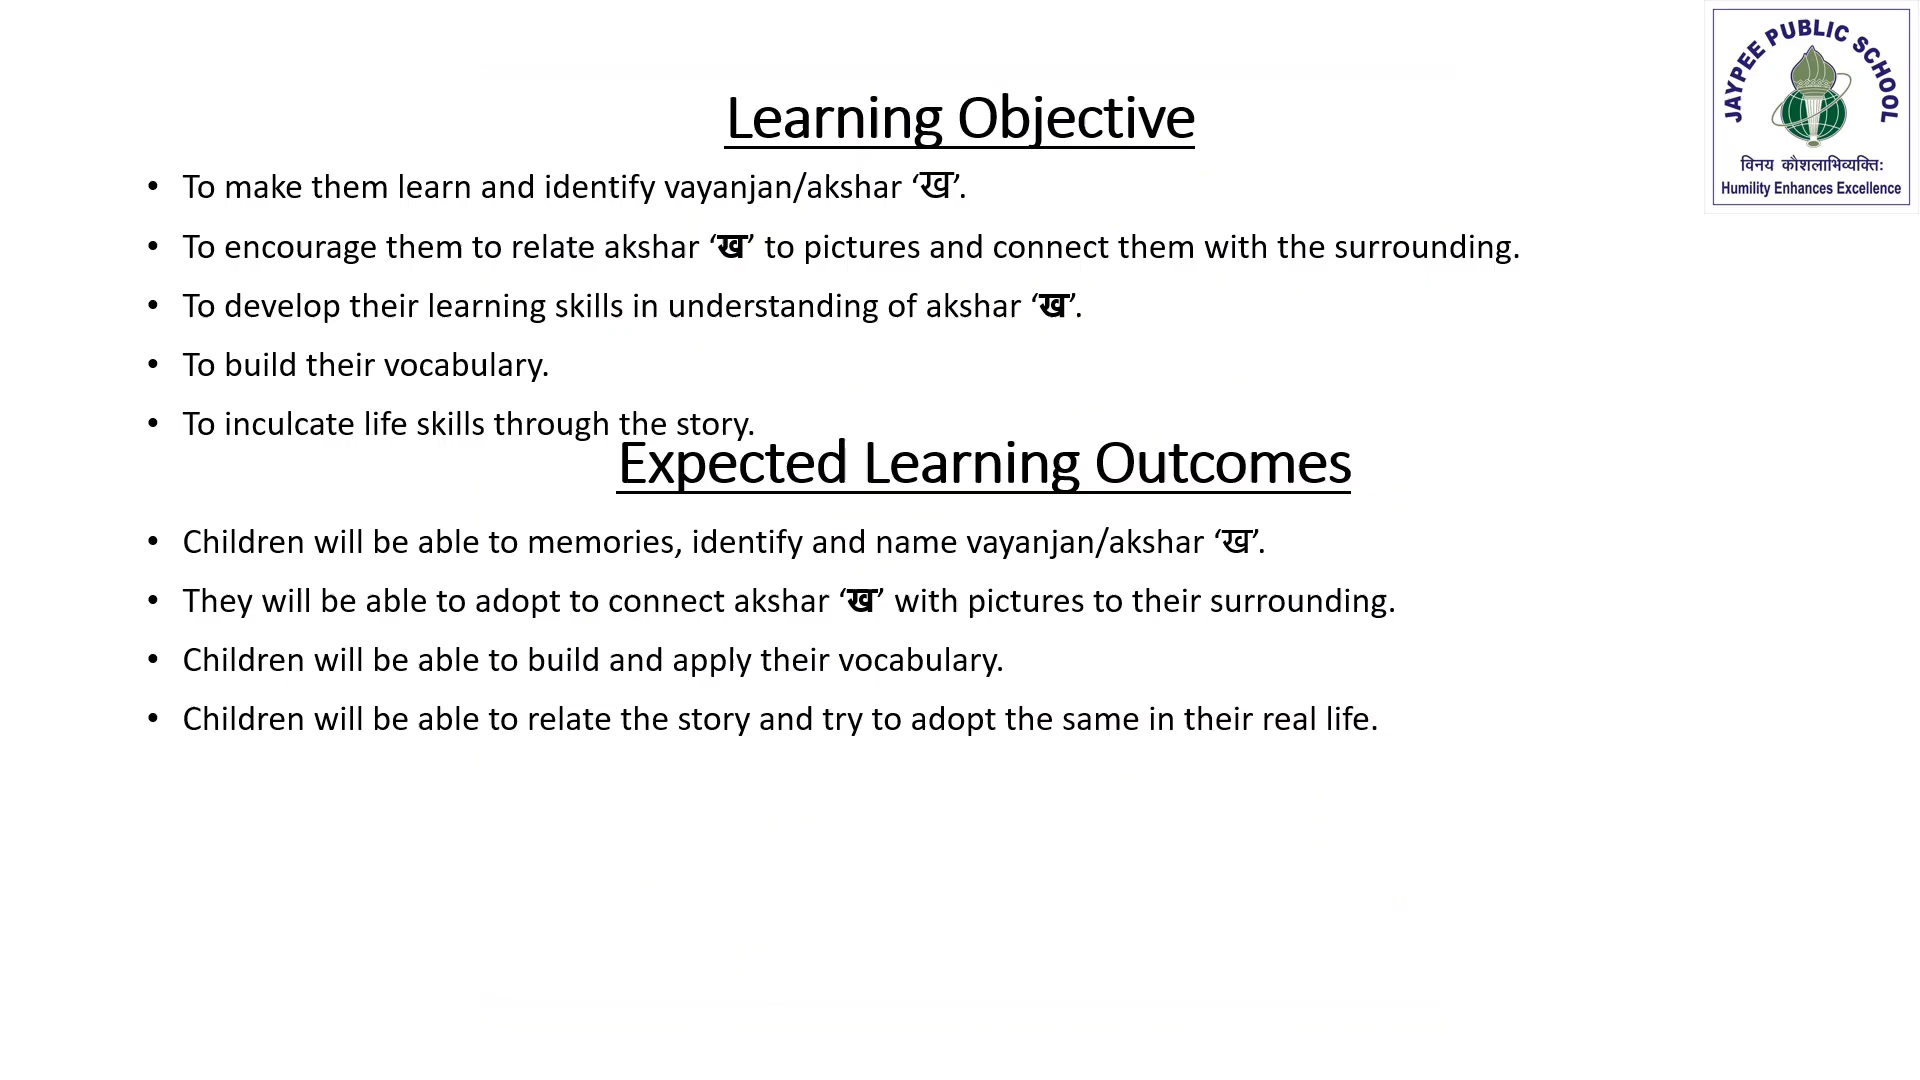 JAYPEE PUBLIC SCHOOL
विनय कौशलाभिव्यक्तिः
Humility Enhances Excellence
Learning Objective
• To make them learn and identify vayanjan/akshar ‘ख’.
• To encourage them to relate akshar ‘ख’ to pictures and connect them with the surrounding.
• To develop their learning skills in understanding of akshar ‘ख’.
• To build their vocabulary.
• To inculcate life skills through the story.
Expected Learning Outcomes
• Children will be able to memories, identify and name vayanjan/akshar ‘ख’.
• They will be able to adopt to connect akshar ‘ख’ with pictures to their surrounding.
• Children will be able to build and apply their vocabulary.
• Children will be able to relate the story and try to adopt the same in their real life.